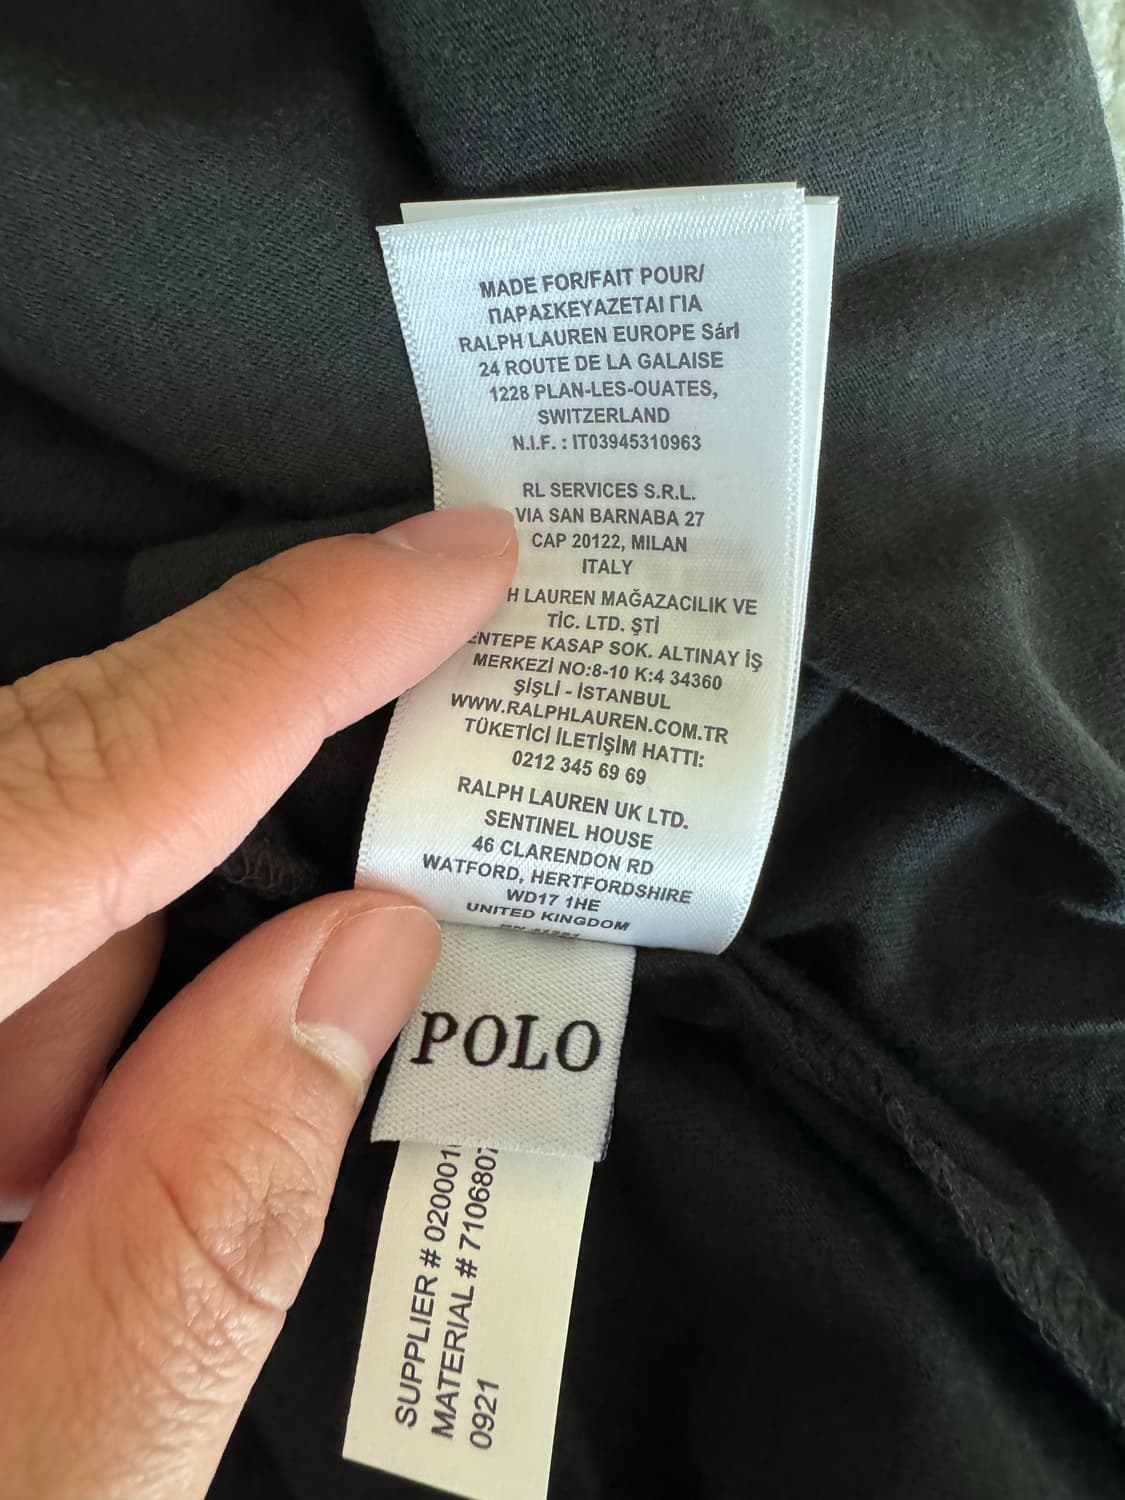 MADE FOR/FAIT POUR/
ΠΑΡΑΣΚΕΥΑΖΕΤΑΙ ΓΙΑ
RALPH LAUREN EUROPE Sárl
24 ROUTE DE LA GALAISE
1228 PLAN-LES-OUATES,
SWITZERLAND
N.I.F. : IT03945310963
RL SERVICES S.R.L.
VIA SAN BARNABA 27
CAP 20122, MILAN
ITALY
H LAUREN MAĞAZACILIK VE
TİC. LTD. ŞTİ
ENTEPE KASAP SOK. ALTINAY İŞ
MERKEZİ NO:8-10 K:4 34360
ŞİŞLİ - İSTANBUL
WWW.RALPHLAUREN.COM.TR
TÜKETİCİ İLETİŞİM HATTI:
0212 345 69 69
RALPH LAUREN UK LTD.
SENTINEL HOUSE
46 CLARENDON RD
WATFORD, HERTFORDSHIRE
WD17 1HE
UNITED KINGDOM
POLO
SUPPLIER # 020001
MATERIAL # 7106807
0921